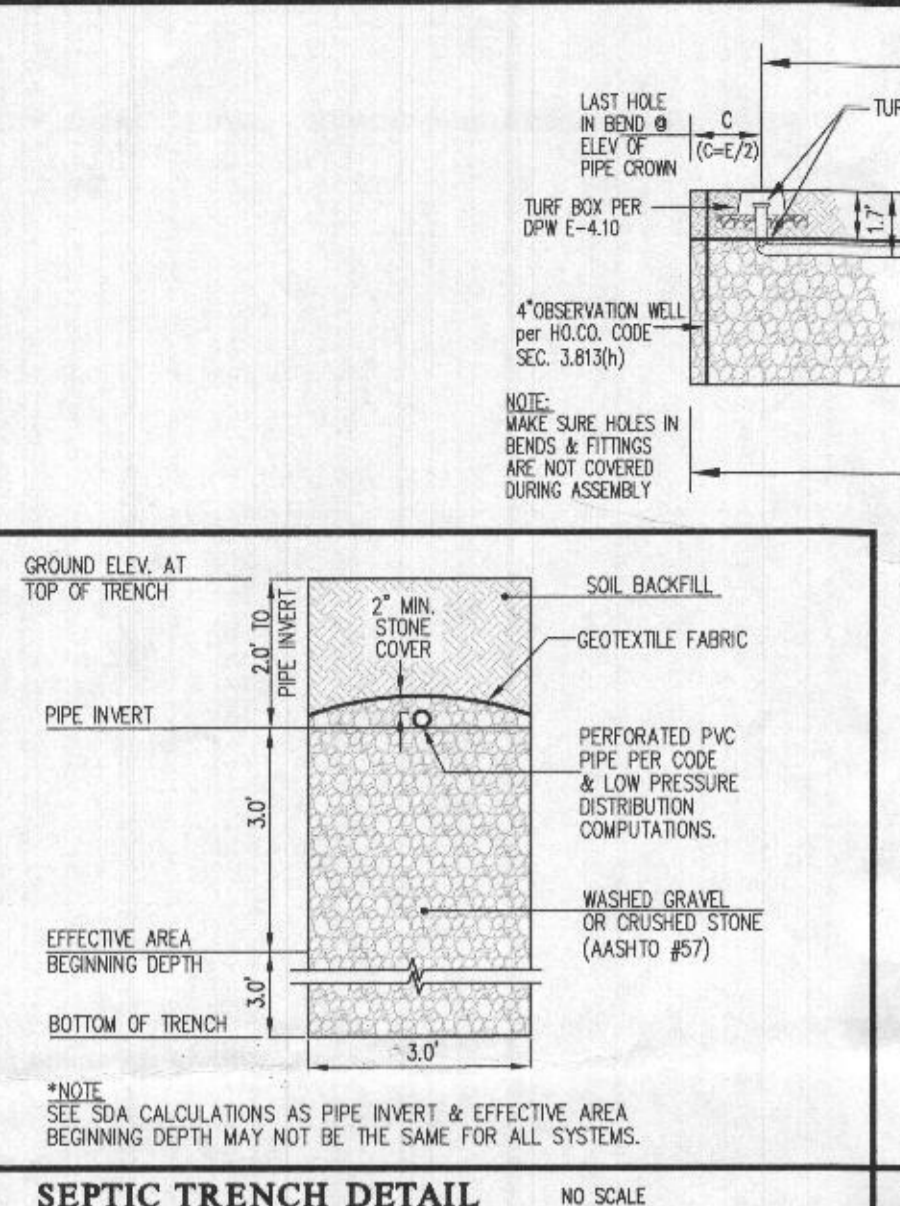 LAST HOLE
IN BEND @
ELEV OF
PIPE CROWN
C
(C=E/2)
TURF BOX PER
DPW E-4.10
1.7'
4"OBSERVATION WELL
per HO.CO. CODE
SEC. 3.813(h)
NOTE:
MAKE SURE HOLES IN
BENDS & FITTINGS
ARE NOT COVERED
DURING ASSEMBLY
GROUND ELEV. AT
TOP OF TRENCH
2.0' TO
PIPE INVERT
2" MIN.
STONE
COVER
SOIL BACKFILL
GEOTEXTILE FABRIC
PIPE INVERT
PERFORATED PVC
PIPE PER CODE
& LOW PRESSURE
DISTRIBUTION
COMPUTATIONS.
3.0'
WASHED GRAVEL
OR CRUSHED STONE
(AASHTO #57)
EFFECTIVE AREA
BEGINNING DEPTH
3.0'
BOTTOM OF TRENCH
3.0'
*NOTE
SEE SDA CALCULATIONS AS PIPE INVERT & EFFECTIVE AREA
BEGINNING DEPTH MAY NOT BE THE SAME FOR ALL SYSTEMS.
SEPTIC TRENCH DETAIL
NO SCALE